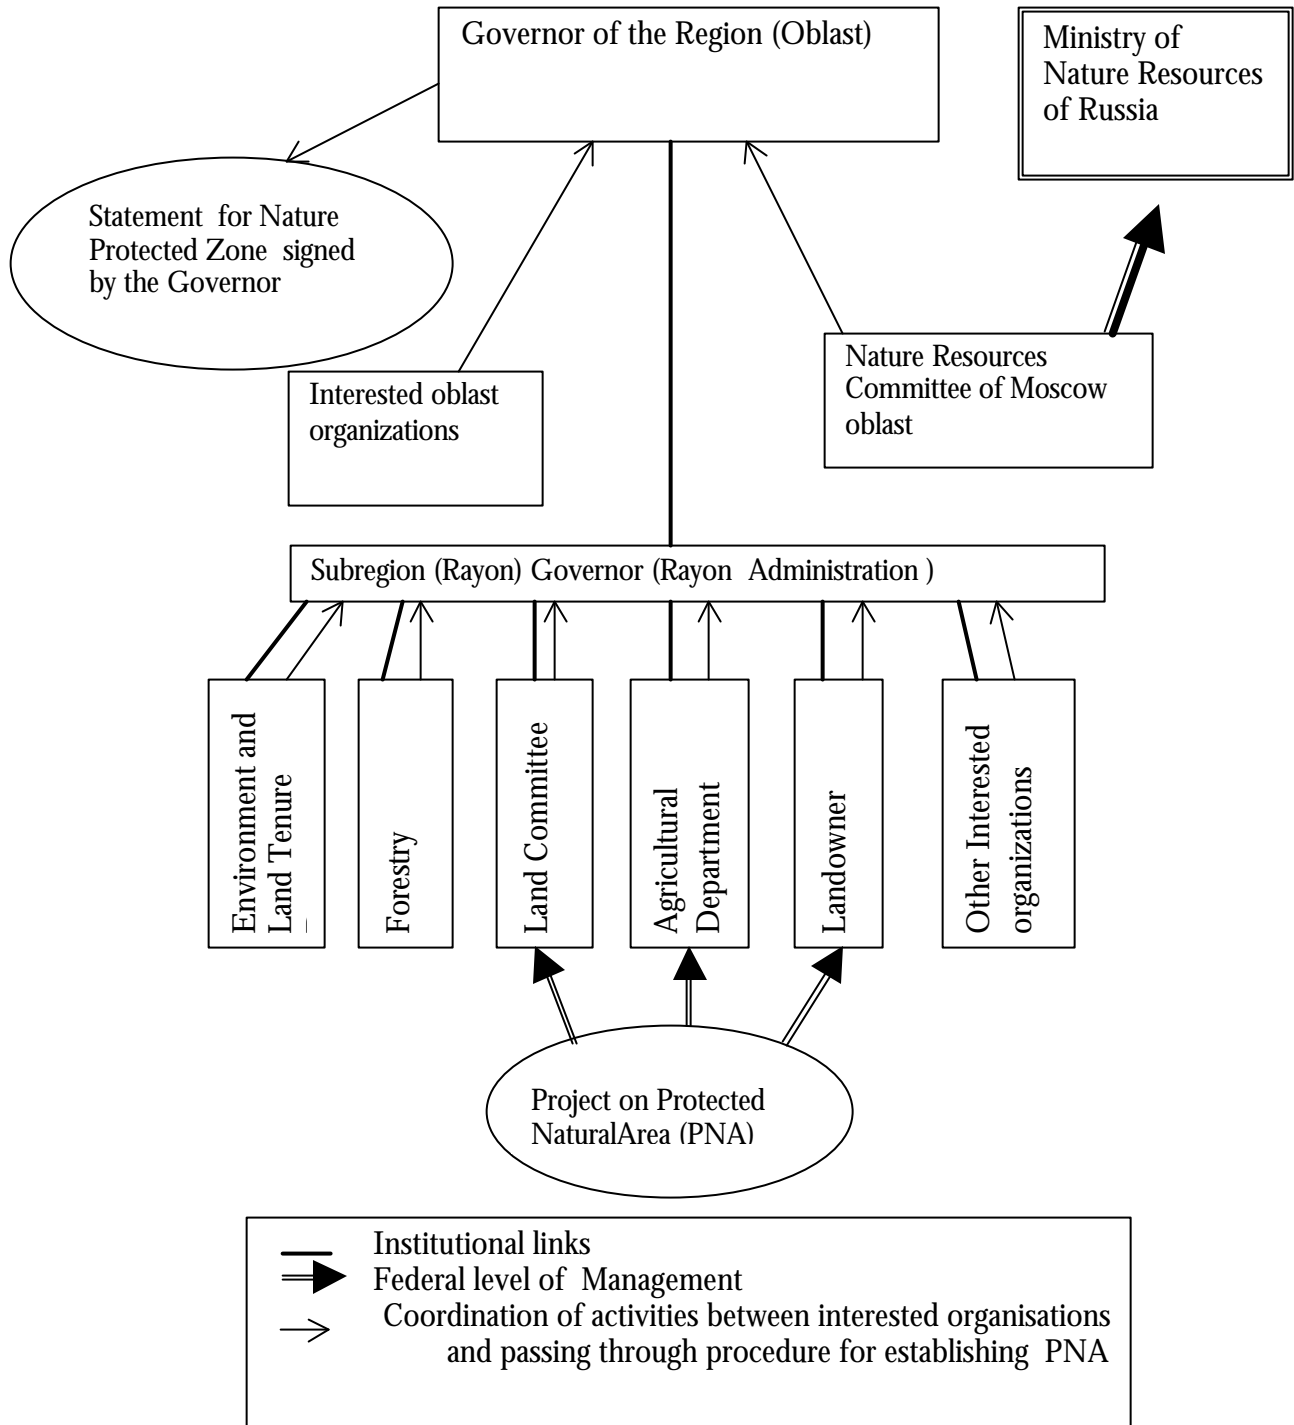 Governor of the Region (Oblast)
Ministry of
Nature Resources
of Russia
Statement for Nature
Protected Zone signed
by the Governor
Interested oblast
organizations
Nature Resources
Committee of Moscow
oblast
Subregion (Rayon) Governor (Rayon Administration )
Environment and
Land Tenure
Forestry
Land Committee
Agricultural
Department
Landowner
Other Interested
organizations
Project on Protected
NaturalArea (PNA)
Institutional links
Federal level of Management
Coordination of activities between interested organisations
and passing through procedure for establishing PNA